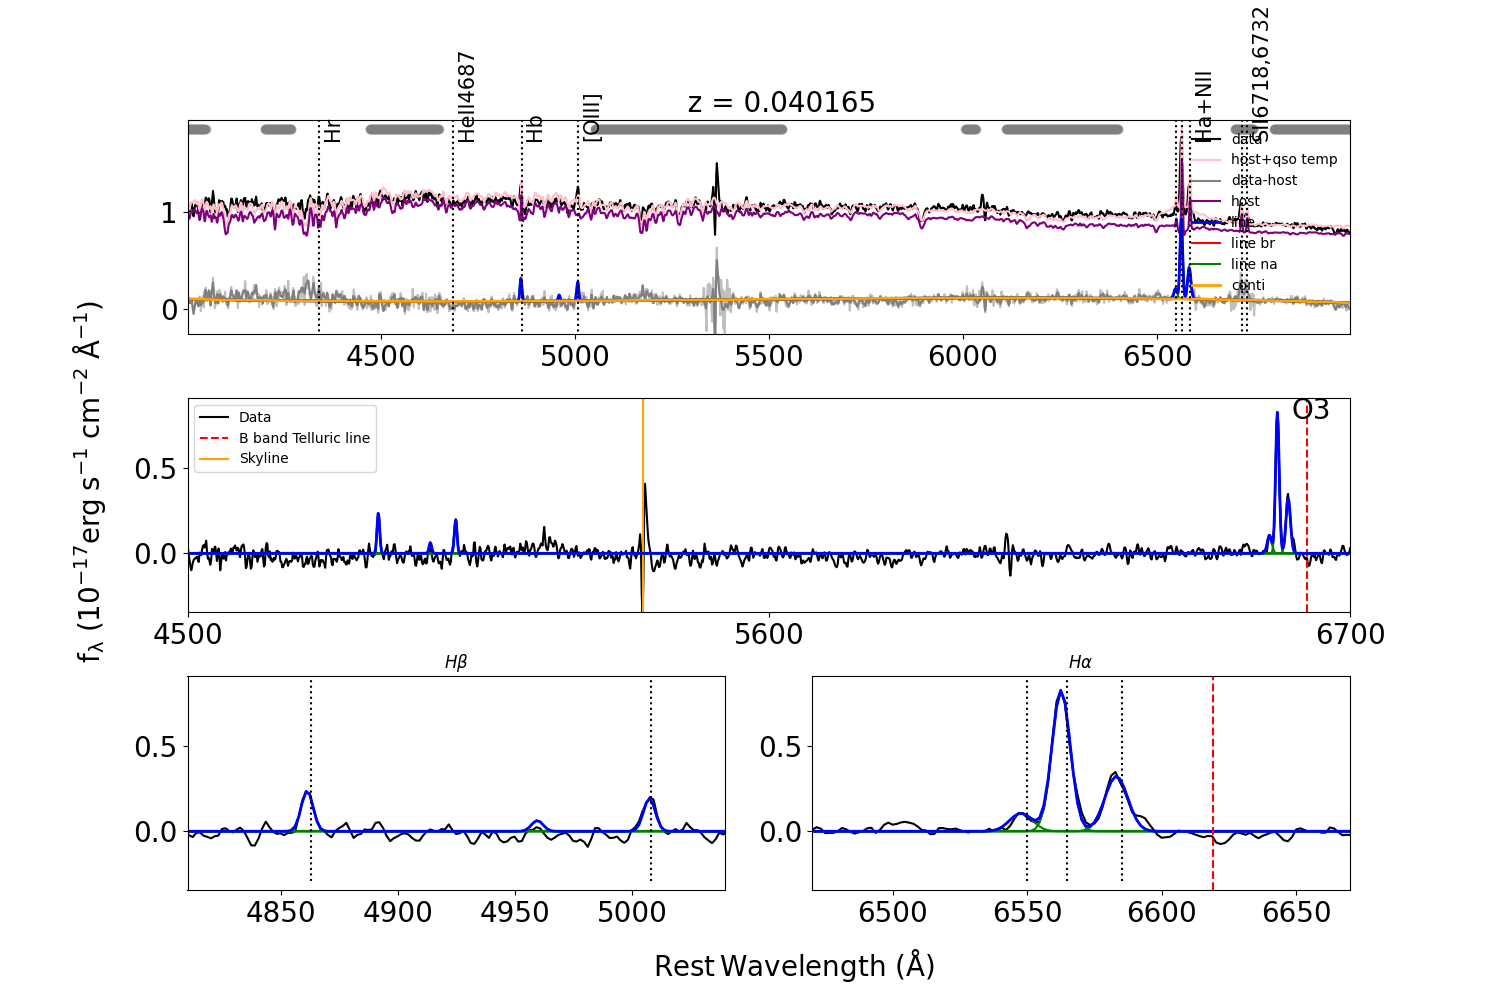 z = 0.040165
Hr
HeII4687
Hb
[OIII]
Ha+NII
SII6718,6732
data
host+qso temp
data-host
host
line
line br
line na
conti
1
0
4500 5000 5500 6000 6500
f_λ (10^−17 erg s^−1 cm^−2 Å^−1)
Data
B band Telluric line
Skyline
O3
0.5
0.0
4500 5600 6700
Hβ
0.5
0.0
4850 4900 4950 5000
Hα
0.5
0.0
6500 6550 6600 6650
Rest Wavelength (Å)